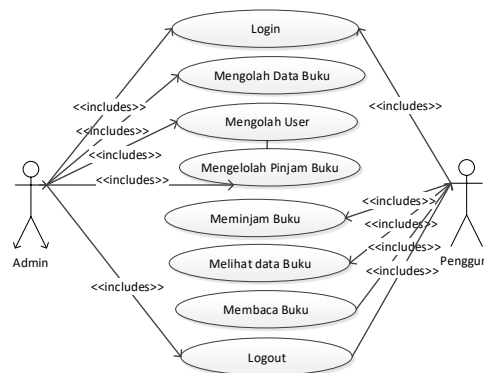 Login
Mengolah Data Buku
<<includes>>
<<includes>>
<<includes>>
Mengolah User
<<includes>>
<<includes>>
Mengelolah Pinjam Buku
<<includes>>
Meminjam Buku
<<includes>>
<<includes>>
Admin
Melihat data Buku
<<includes>>
Penggun
<<includes>>
<<includes>>
Membaca Buku
Logout